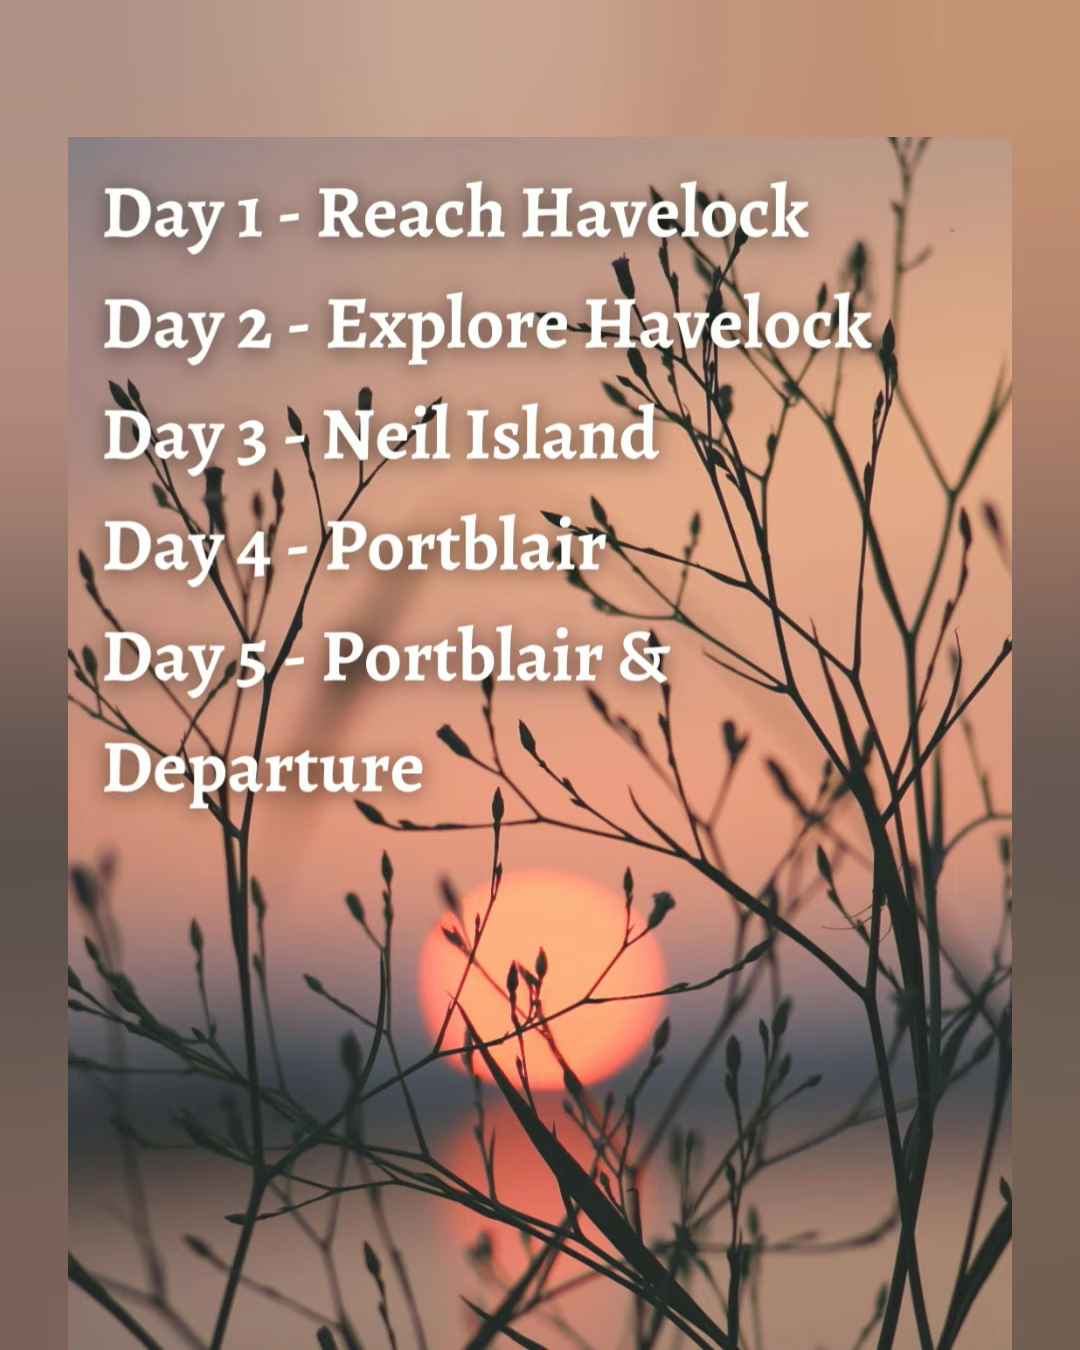 Day 1 - Reach Havelock
Day 2 - Explore Havelock
Day 3 - Neil Island
Day 4 - Portblair
Day 5 - Portblair &
Departure